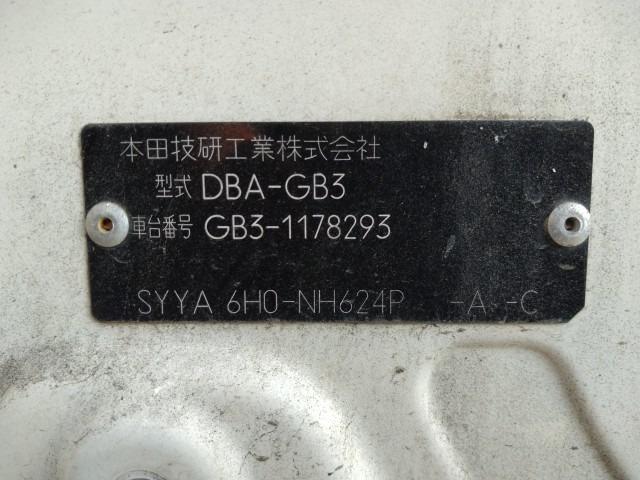 本田技研工業株式会社
型式 DBA-GB3
車台番号 GB3-1178293
SYYA 6H0-NH624P -A -C